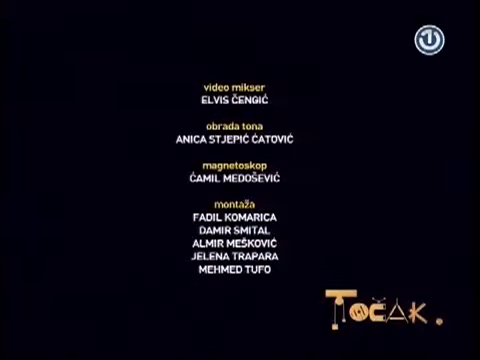 video mikser
ELVIS ČENGIĆ
obrada tona
ANICA STJEPIĆ ĆATOVIĆ
magnetoskop
ĆAMIL MEDOŠEVIĆ
montaža
FADIL KOMARICA
DAMIR SMITAL
ALMIR MEŠKOVIĆ
JELENA TRAPARA
MEHMED TUFO
TOČAK.
1